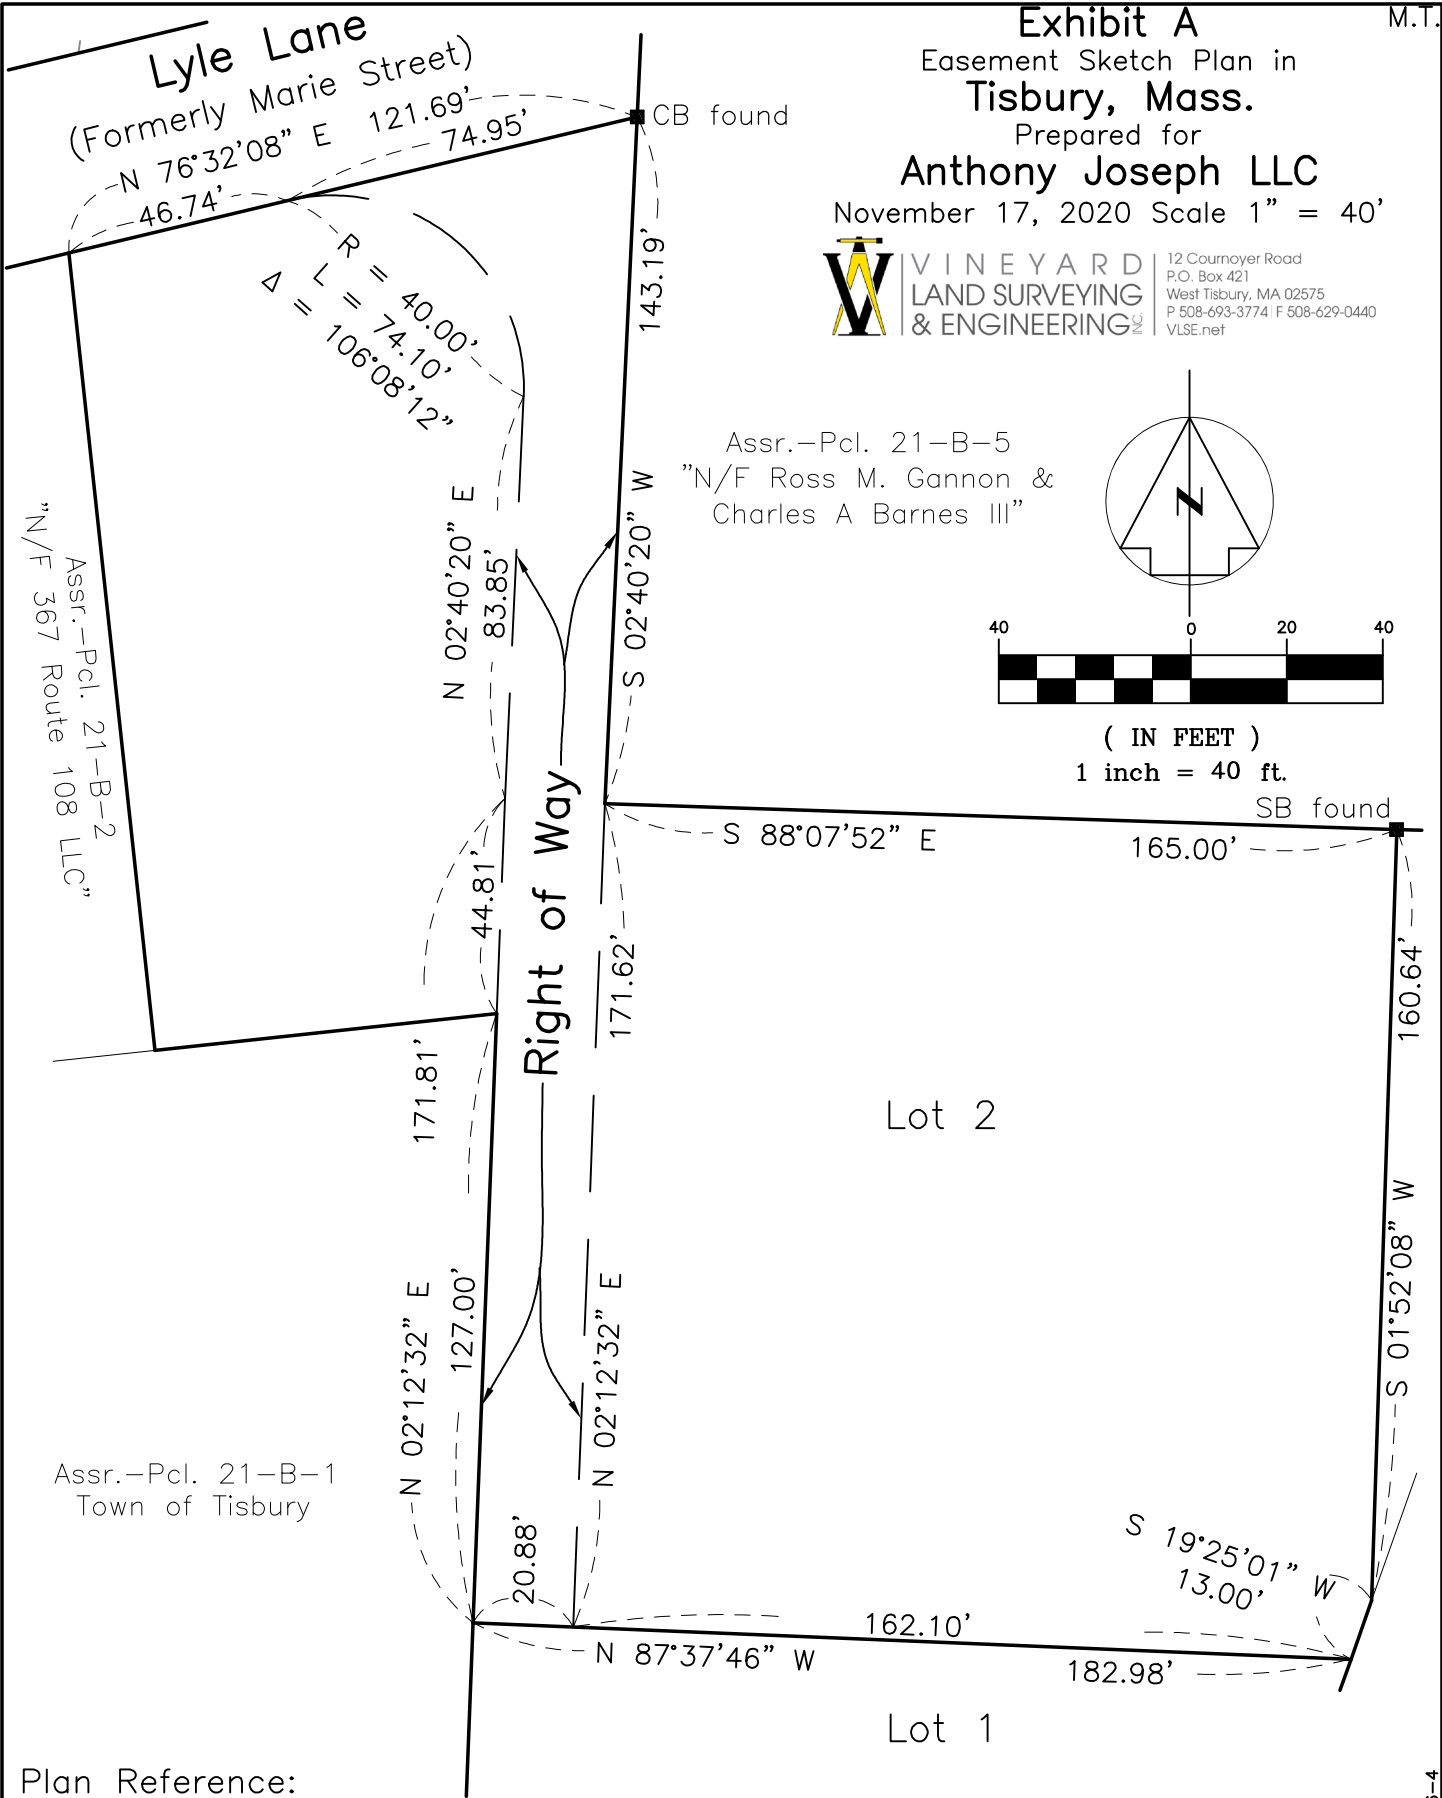 Exhibit A
M.T.
Easement Sketch Plan in
Tisbury, Mass.
Prepared for
Anthony Joseph LLC
November 17, 2020 Scale 1" = 40'
VINEYARD
LAND SURVEYING
& ENGINEERING INC.
12 Cournoyer Road
P.O. Box 421
West Tisbury, MA 02575
P 508-693-3774 | F 508-629-0440
VLSE.net
Lyle Lane
(Formerly Marie Street)
N 76°32'08" E 121.69'
46.74'
74.95'
CB found
R = 40.00'
L = 74.10'
Δ = 106°08'12"
143.19'
S 02°40'20" W
N 02°40'20" E
83.85'
Assr.-Pcl. 21-B-5
"N/F Ross M. Gannon &
Charles A Barnes III"
N
40 0 20 40
( IN FEET )
1 inch = 40 ft.
Assr.-Pcl. 21-B-2
"N/F 367 Route 108 LLC"
SB found
S 88°07'52" E
165.00'
44.81'
Right of Way
171.62'
160.64'
171.81'
Lot 2
S 01°52'08" W
N 02°12'32" E
127.00'
N 02°12'32" E
Assr.-Pcl. 21-B-1
Town of Tisbury
20.88'
S 19°25'01" W
13.00'
162.10'
N 87°37'46" W
182.98'
Lot 1
Plan Reference: